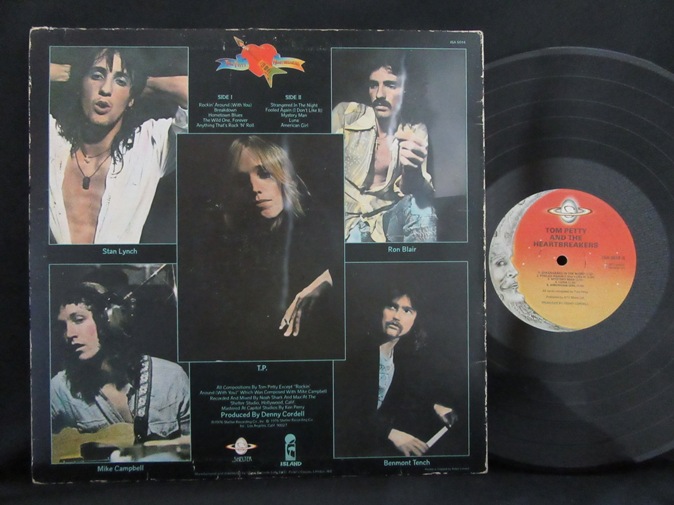 SIDE I
Rockin' Around (With You)
Breakdown
Hometown Blues
The Wild One, Forever
Anything That's Rock 'N' Roll
SIDE II
Strangered In The Night
Fooled Again (I Don't Like It)
Mystery Man
Luna
American Girl
Stan Lynch
Ron Blair
T.P.
Mike Campbell
Benmont Tench
All Compositions By Tom Petty Except "Rockin'
Around (With You)" Which Was Composed With Mike Campbell
Recorded And Mixed By Noah Shark And Max At The
Shelter Studio, Hollywood, Calif.
Mastered At Capitol Studios By Ken Perry
Produced By Denny Cordell
SHELTER
ISLAND
TOM PETTY
AND THE
HEARTBREAKERS